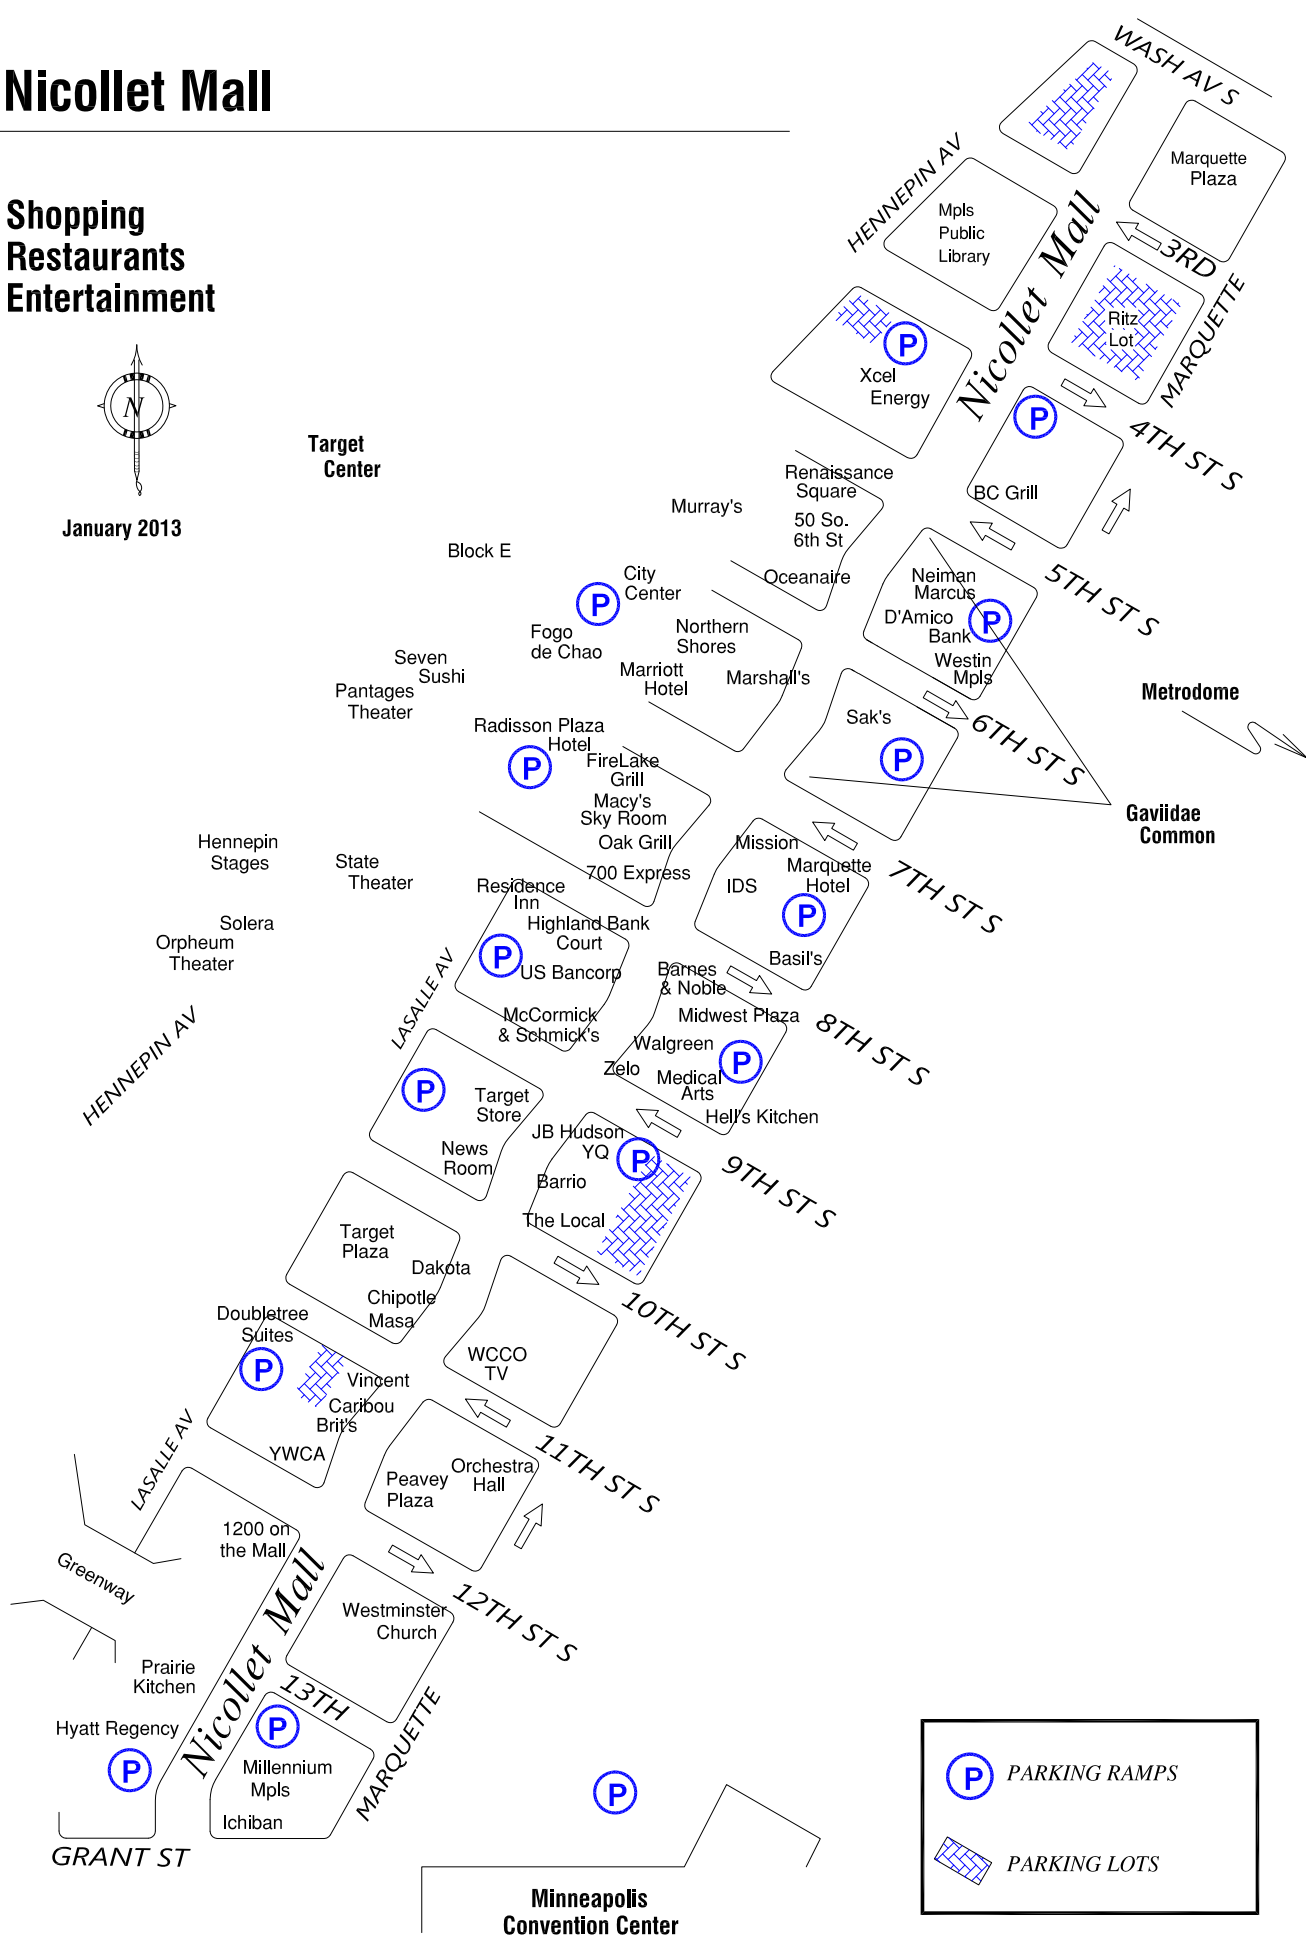 Nicollet Mall
Shopping
Restaurants
Entertainment
N
January 2013
WASH AV S
Marquette
Plaza
HENNEPIN AV
Mpls
Public
Library
Nicollet Mall
3RD
MARQUETTE
Ritz
Lot
P
Xcel
Energy
P
4TH ST S
BC Grill
Target
Center
Renaissance
Square
Murray's
50 So.
6th St
Oceanaire
Block E
City
Center
P
Fogo
de Chao
Northern
Shores
Marriott
Hotel
Marshall's
5TH ST S
Neiman
Marcus
D'Amico
Bank
P
Westin
Mpls
Metrodome
Seven
Sushi
Pantages
Theater
Sak's
P
6TH ST S
Gaviidae
Common
Radisson Plaza
Hotel
P
FireLake
Grill
Macy's
Sky Room
Oak Grill
700 Express
Mission
Marquette
Hotel
IDS
P
Basil's
7TH ST S
Hennepin
Stages
State
Theater
Solera
Orpheum
Theater
HENNEPIN AV
LASALLE AV
Residence
Inn
Highland Bank
Court
P
US Bancorp
McCormick
& Schmick's
Barnes
& Noble
Midwest Plaza
Walgreen
Zelo
P
Medical
Arts
Hell's Kitchen
8TH ST S
P
Target
Store
News
Room
JB Hudson
YQ
P
Barrio
The Local
9TH ST S
Target
Plaza
Dakota
Chipotle
Masa
10TH ST S
WCCO
TV
Doubletree
Suites
P
Vincent
Caribou
Brit's
YWCA
LASALLE AV
11TH ST S
Orchestra
Hall
Peavey
Plaza
1200 on
the Mall
Greenway
12TH ST S
Westminster
Church
Nicollet Mall
Prairie
Kitchen
13TH
MARQUETTE
Hyatt Regency
P
P
Millennium
Mpls
Ichiban
GRANT ST
P
Minneapolis
Convention Center
P PARKING RAMPS
PARKING LOTS